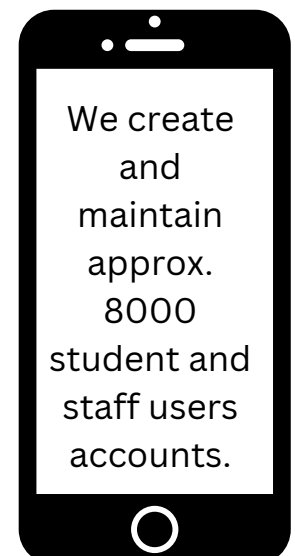 We create
and
maintain
approx.
8000
student and
staff users
accounts.